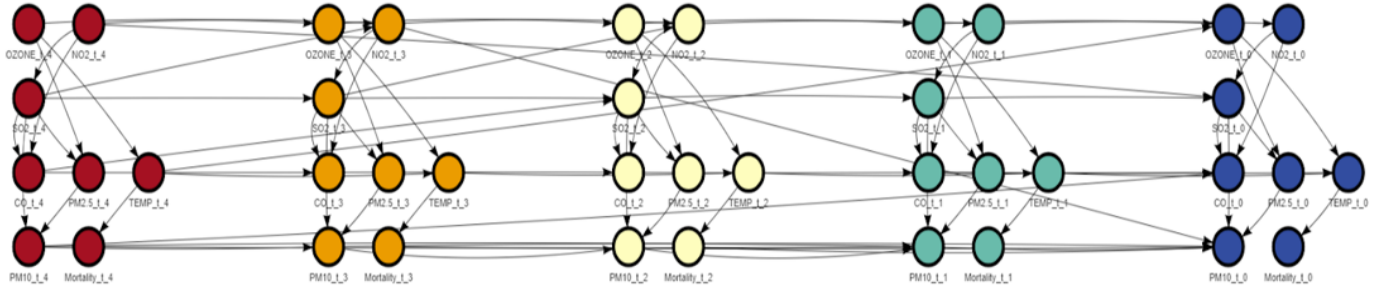 OZONE_t_4 NO2_t_4 OZONE_t_3 NO2_t_3 OZONE_t_2 NO2_t_2 OZONE_t_1 NO2_t_1 OZONE_t_0 NO2_t_0
SO2_t_4 SO2_t_3 SO2_t_2 SO2_t_1 SO2_t_0
CO_t_4 PM2.5_t_4 TEMP_t_4 CO_t_3 PM2.5_t_3 TEMP_t_3 CO_t_2 PM2.5_t_2 TEMP_t_2 CO_t_1 PM2.5_t_1 TEMP_t_1 CO_t_0 PM2.5_t_0 TEMP_t_0
PM10_t_4 Mortality_t_4 PM10_t_3 Mortality_t_3 PM10_t_2 Mortality_t_2 PM10_t_1 Mortality_t_1 PM10_t_0 Mortality_t_0